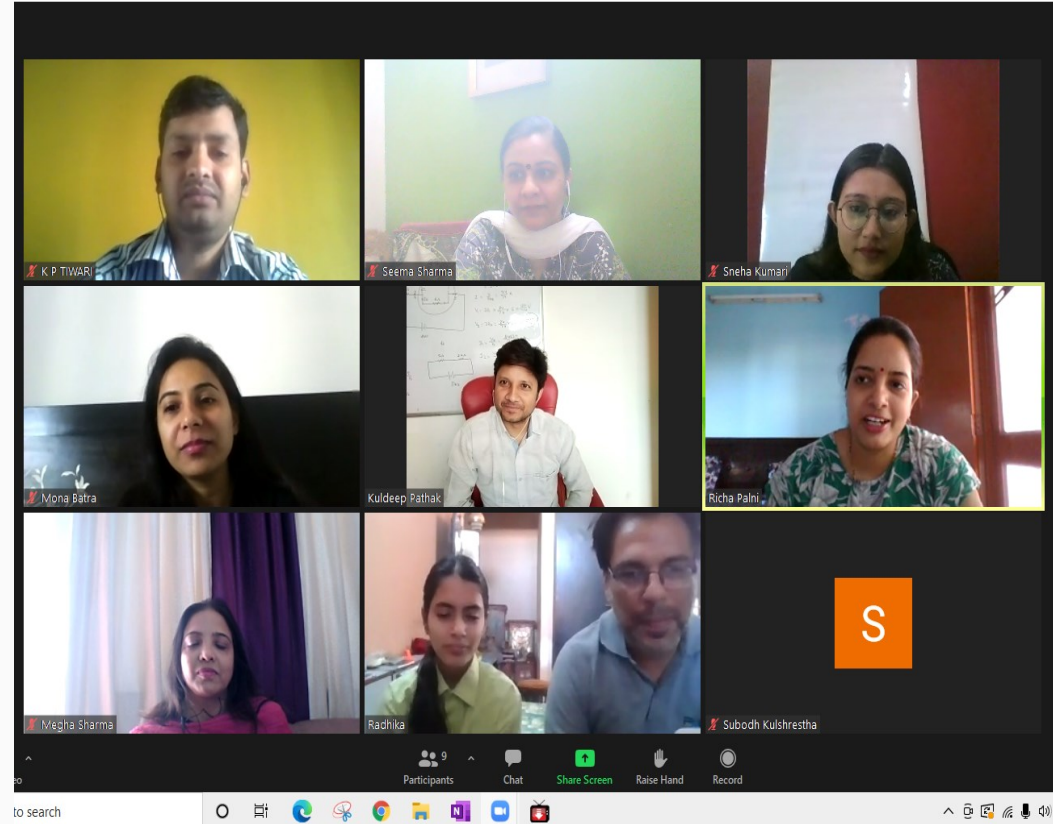 K P TIWARI
Seema Sharma
Sneha Kumari
Mona Batra
Kuldeep Pathak
Richa Palni
Megha Sharma
Radhika
S
Subodh Kulshrestha
9
eo
Participants
Chat
Share Screen
Raise Hand
Record
to search
N